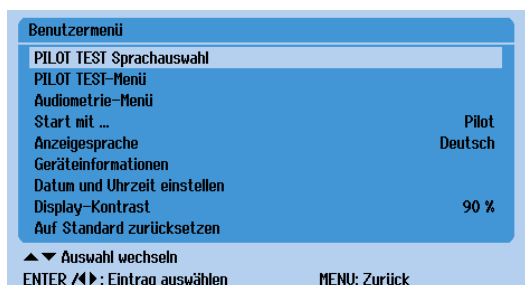 Benutzermenü
PILOT TEST Sprachauswahl
PILOT TEST-Menü
Audiometrie-Menü
Start mit ... Pilot
Anzeigesprache Deutsch
Geräteinformationen
Datum und Uhrzeit einstellen
Display-Kontrast 90 %
Auf Standard zurücksetzen
▲▼ Auswahl wechseln
ENTER /◀▶: Eintrag auswählen MENU: Zurück